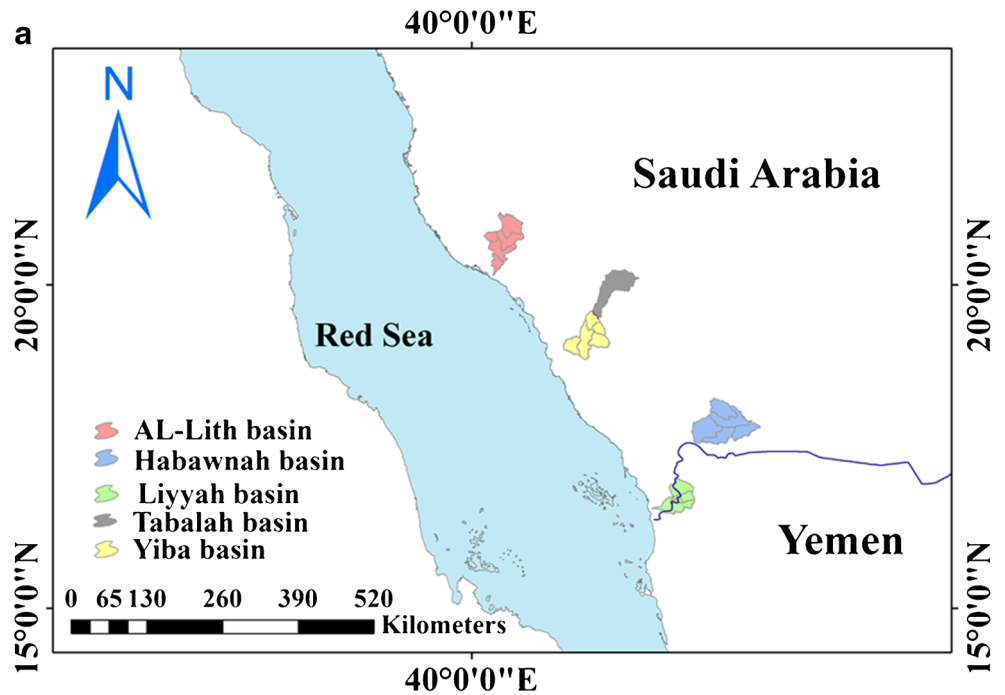 a
40°0'0"E
N
Saudi Arabia
20°0'0"N
20°0'0"N
Red Sea
AL-Lith basin
Habawnah basin
Liyyah basin
Tabalah basin
Yiba basin
Yemen
0 65 130 260 390 520
Kilometers
15°0'0"N
15°0'0"N
40°0'0"E